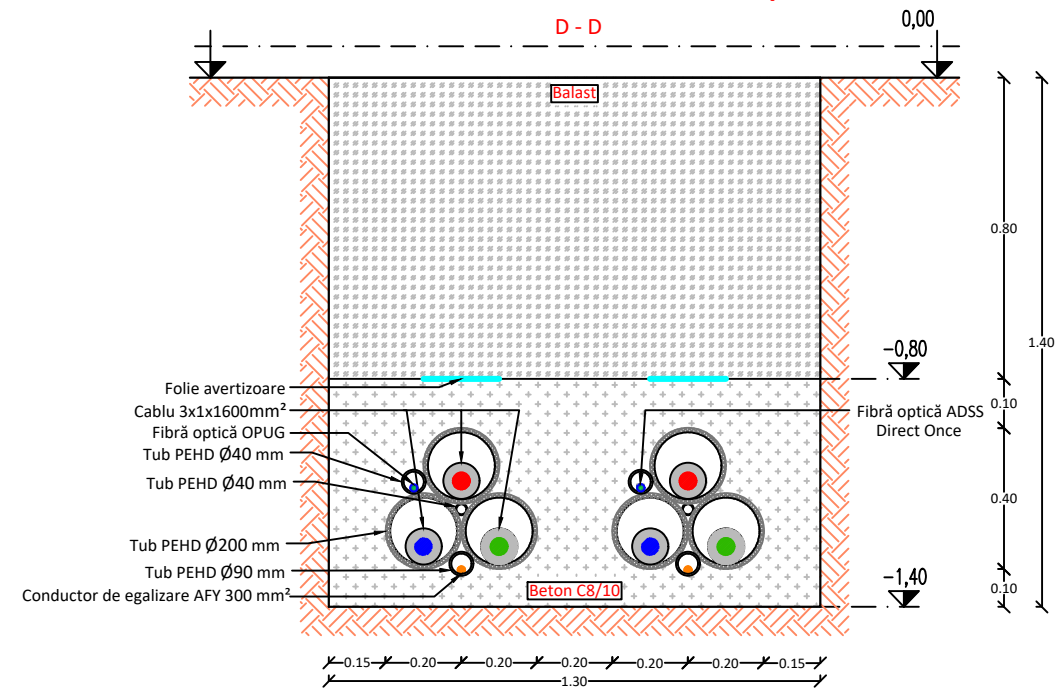 D - D
0,00
Balast
0.80
1.40
−0,80
Folie avertizoare
Cablu 3x1x1600mm²
Fibră optică OPUG
Tub PEHD Ø40 mm
Tub PEHD Ø40 mm
Tub PEHD Ø200 mm
Tub PEHD Ø90 mm
Conductor de egalizare AFY 300 mm²
Fibră optică ADSS
Direct Once
0.10
0.40
0.10
Beton C8/10
−1,40
0.15 0.20 0.20 0.20 0.20 0.20 0.15
1.30